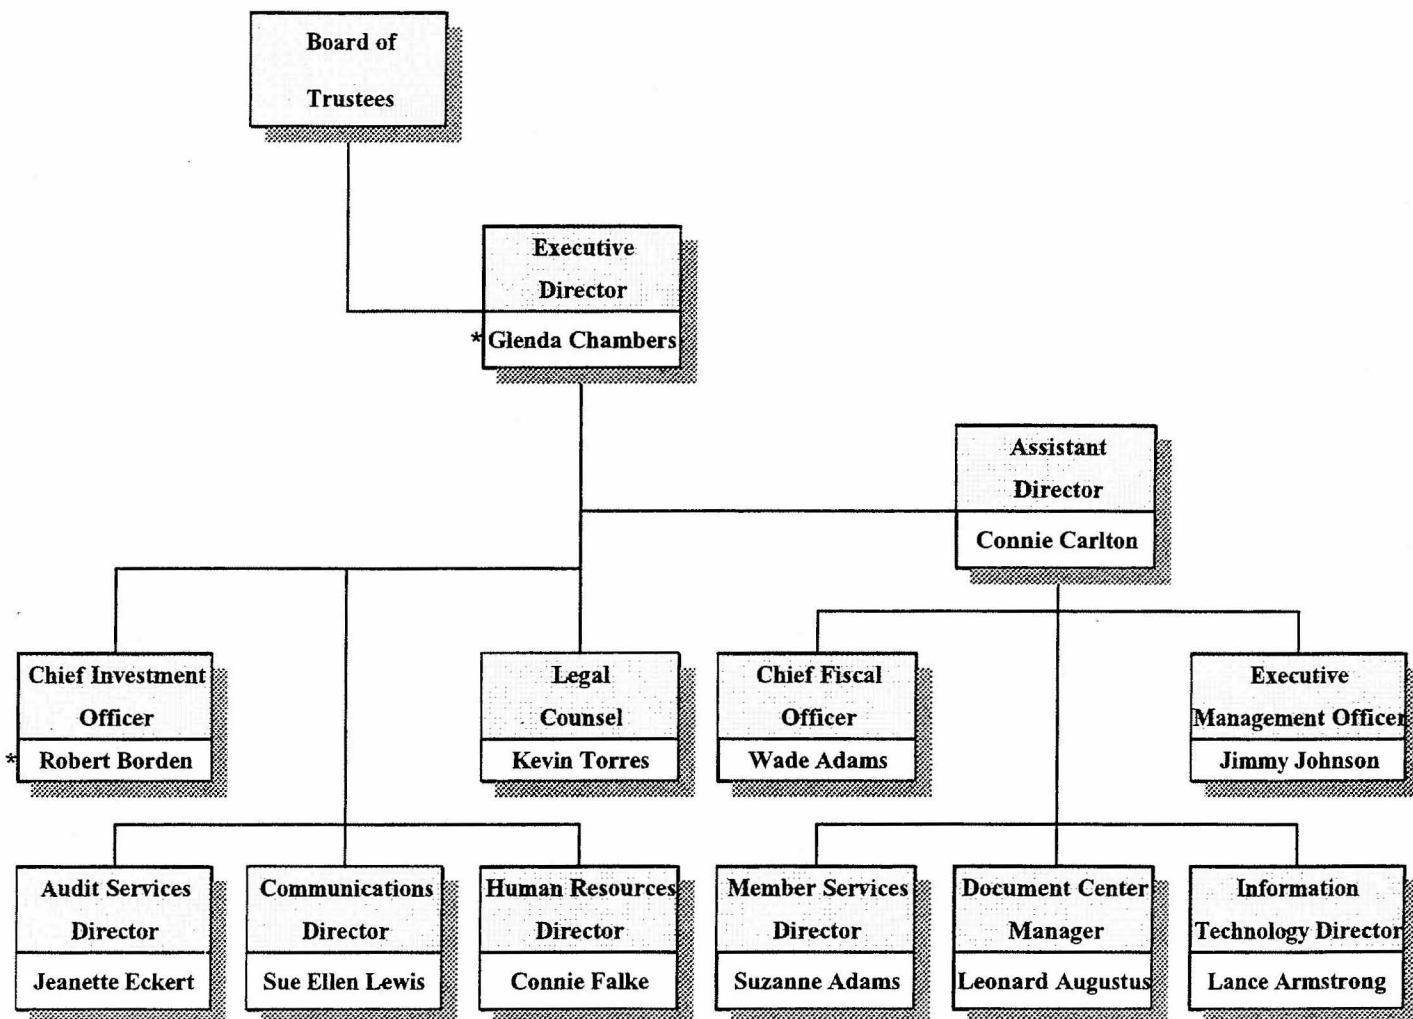 Board of
Trustees
Executive
Director
*Glenda Chambers
Assistant
Director
Connie Carlton
Chief Investment
Officer
* Robert Borden
Legal
Counsel
Kevin Torres
Chief Fiscal
Officer
Wade Adams
Executive
Management Officer
Jimmy Johnson
Audit Services
Director
Jeanette Eckert
Communications
Director
Sue Ellen Lewis
Human Resources
Director
Connie Falke
Member Services
Director
Suzanne Adams
Document Center
Manager
Leonard Augustus
Information
Technology Director
Lance Armstrong